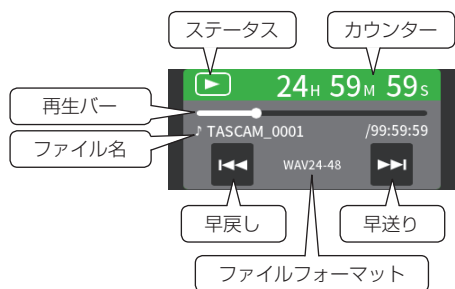 ステータス
カウンター
24H 59M 59S
再生バー
ファイル名
♪ TASCAM_0001
/99:59:59
WAV24-48
早戻し
早送り
ファイルフォーマット